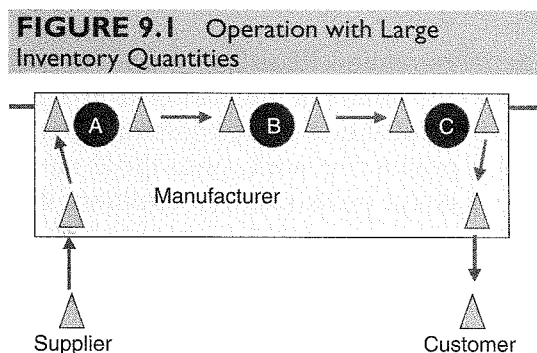 FIGURE 9.1 Operation with Large
Inventory Quantities
A B C
Manufacturer
Supplier Customer